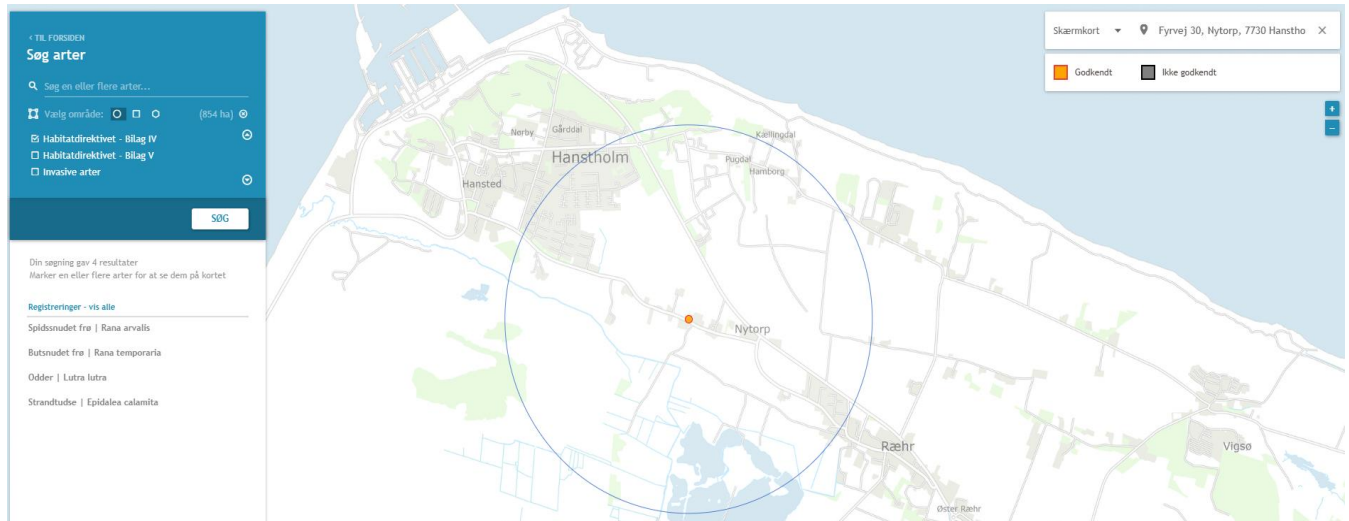 ‹ TIL FORSIDEN
Søg arter
Søg en eller flere arter...
Vælg område: (854 ha)
Habitatdirektivet - Bilag IV
Habitatdirektivet - Bilag V
Invasive arter
SØG
Din søgning gav 4 resultater
Marker en eller flere arter for at se dem på kortet
Registreringer - vis alle
Spidssnudet frø | Rana arvalis
Butsnudet frø | Rana temporaria
Odder | Lutra lutra
Strandtudse | Epidalea calamita
Skærmkort
Fyrvej 30, Nytorp, 7730 Hanstho
Godkendt
Ikke godkendt
+
−
Nørby
Gårddal
Kællingdal
Hanstholm
Pugdal
Hamborg
Hansted
Nytorp
Ræhr
Vigsø
Øster Ræhr